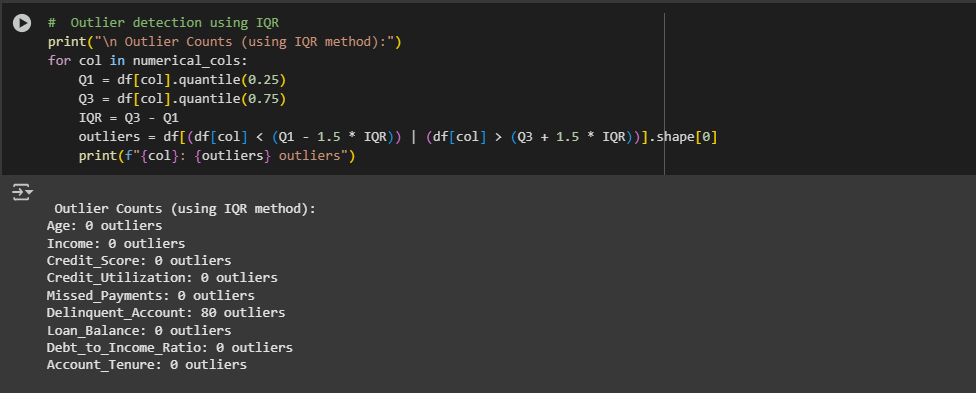 #  Outlier detection using IQR
print("\n Outlier Counts (using IQR method):")
for col in numerical_cols:
    Q1 = df[col].quantile(0.25)
    Q3 = df[col].quantile(0.75)
    IQR = Q3 - Q1
    outliers = df[(df[col] < (Q1 - 1.5 * IQR)) | (df[col] > (Q3 + 1.5 * IQR))].shape[0]
    print(f"{col}: {outliers} outliers")
 Outlier Counts (using IQR method):
Age: 0 outliers
Income: 0 outliers
Credit_Score: 0 outliers
Credit_Utilization: 0 outliers
Missed_Payments: 0 outliers
Delinquent_Account: 80 outliers
Loan_Balance: 0 outliers
Debt_to_Income_Ratio: 0 outliers
Account_Tenure: 0 outliers